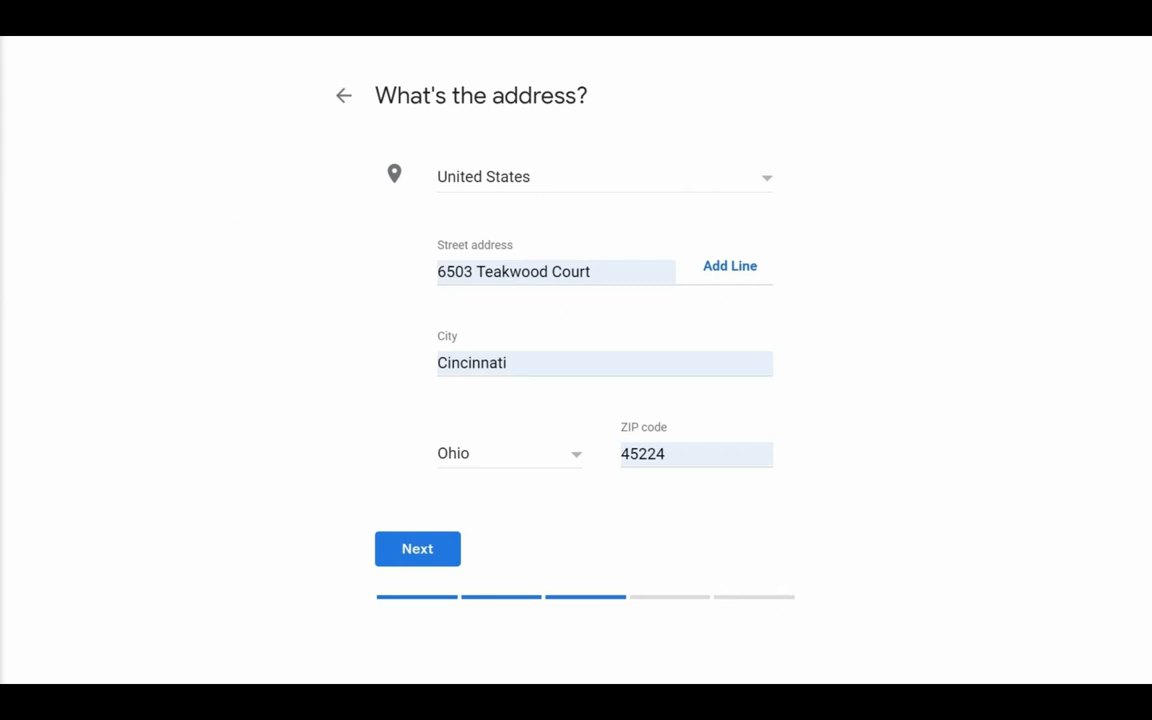 What's the address?
United States
Street address
6503 Teakwood Court
Add Line
City
Cincinnati
ZIP code
Ohio
45224
Next